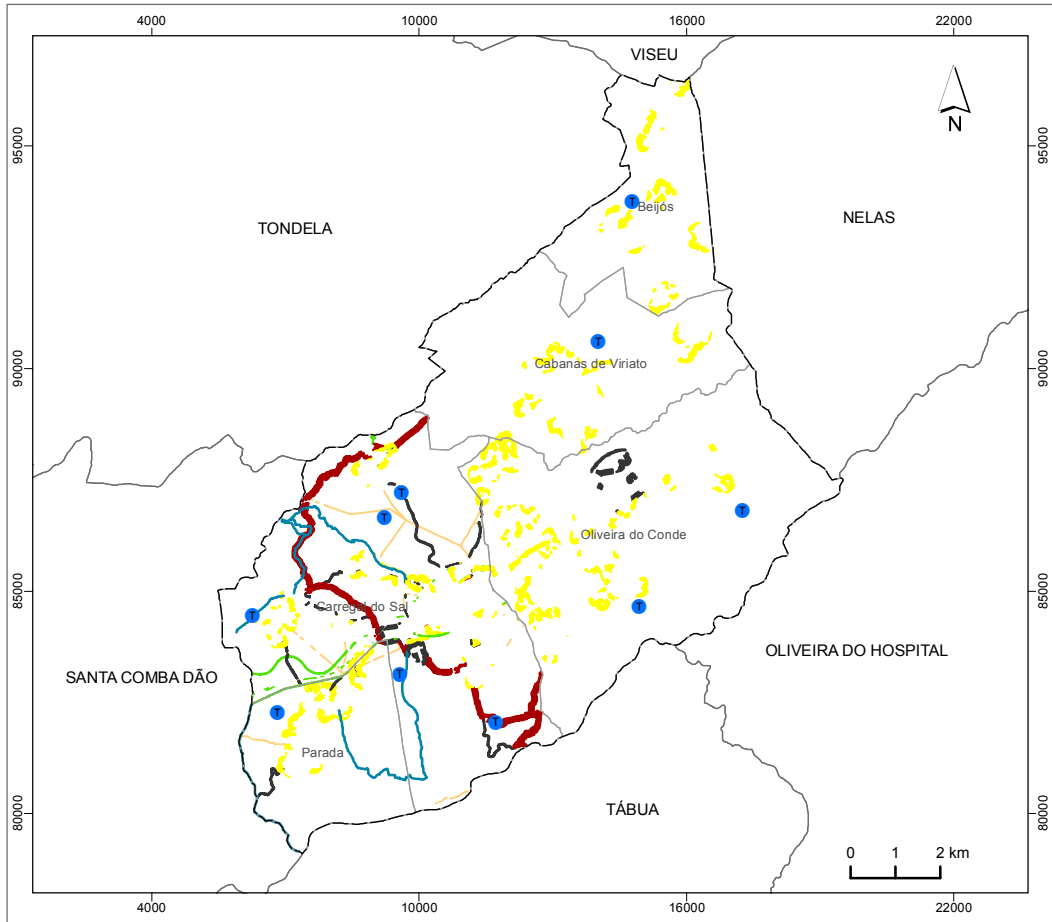 4000
10000
16000
22000
VISEU
N
95000
95000
T
Beijós
NELAS
TONDELA
T
Cabanas de Viriato
90000
90000
T
T
T
Oliveira do Conde
85000
85000
T
Carregal do Sal
T
OLIVEIRA DO HOSPITAL
SANTA COMBA DÃO
T
T
T
Parada
TÁBUA
80000
80000
0 1 2 km
4000
10000
16000
22000